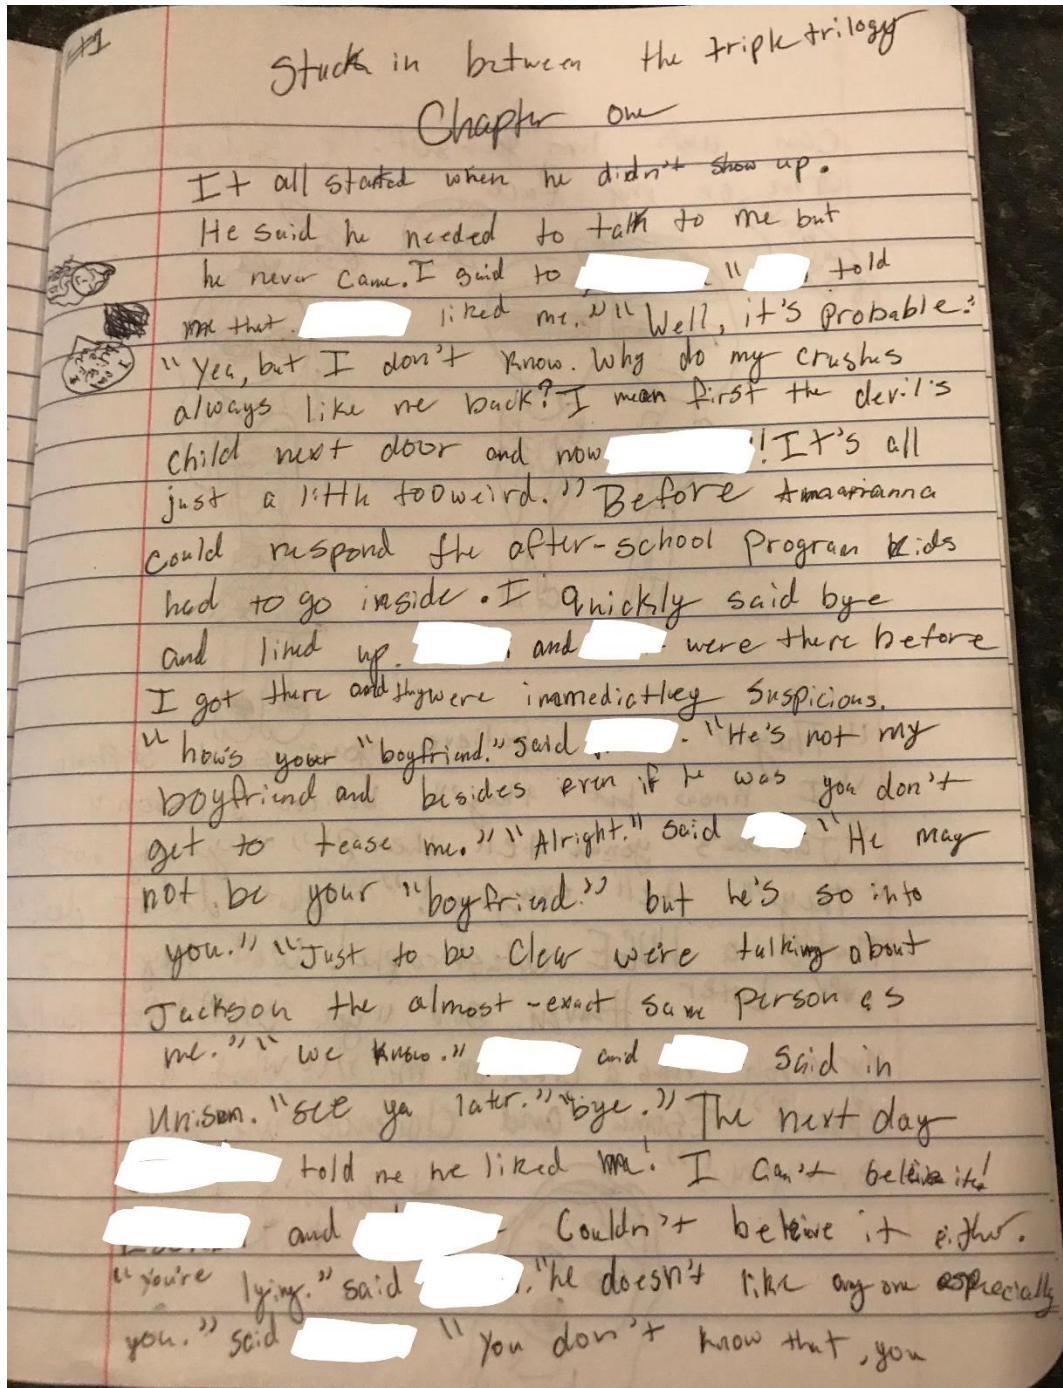 #1
Stuck in between the triple trilogy
Chapter one
It all started when he didn't show up.
He said he needed to talk to me but
he never came. I said to " told
me that liked me." "Well, it's probable."
"Yea, but I don't know. Why do my crushes
always like me back? I mean first the devil's
child next door and now ! It's all
just a little too weird." Before Amaarianna
could respond the after-school program kids
had to go inside. I quickly said bye
and lined up. and were there before
I got there and they were immediatley suspicious.
"how's your "boyfriend." said . "He's not my
boyfriend and besides even if he was you don't
get to tease me." "Alright." said . "He may
not be your "boyfriend." but he's so into
you." "Just to be clear we're talking about
Jackson the almost-exact same person as
me." "we know." and said in
unison. "see ya later." "bye." The next day
told me he liked me! I can't beleive it!
and couldn't beleive it either.
"you're lying." said . "he doesn't like anyone especially
you." said "You don't know that, you